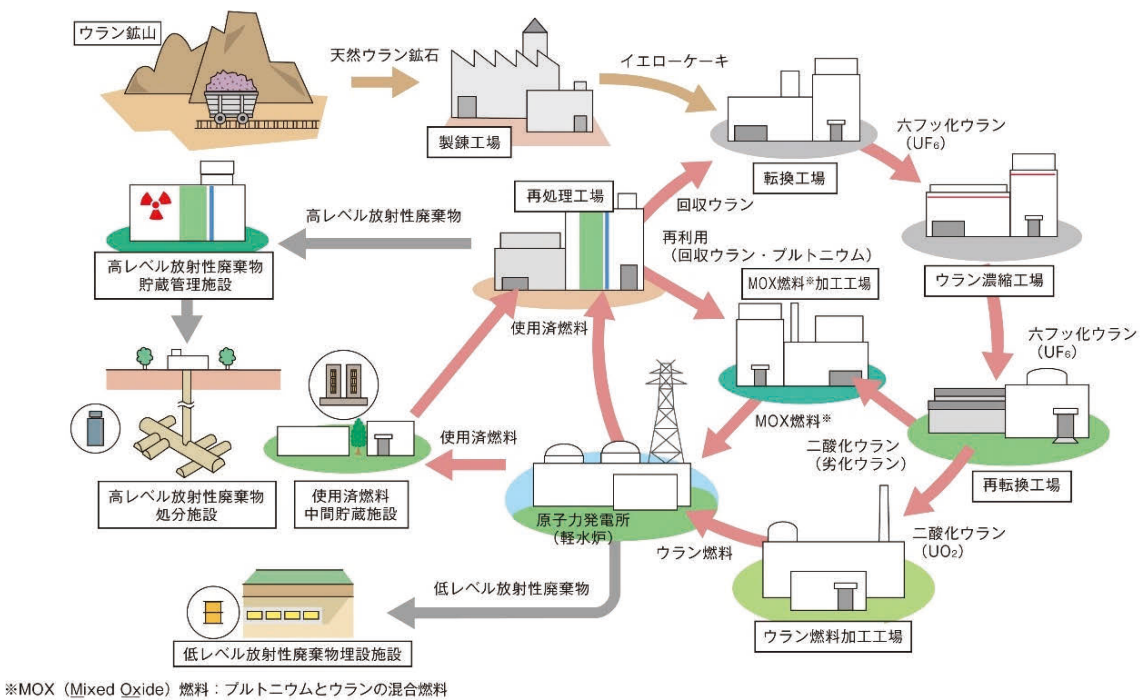 ウラン鉱山
天然ウラン鉱石
イエローケーキ
製錬工場
六フッ化ウラン
（UF₆）
転換工場
再処理工場
回収ウラン
高レベル放射性廃棄物
再利用
（回収ウラン・プルトニウム）
高レベル放射性廃棄物
貯蔵管理施設
MOX燃料※加工工場
ウラン濃縮工場
使用済燃料
六フッ化ウラン
（UF₆）
MOX燃料※
使用済燃料
二酸化ウラン
（劣化ウラン）
再転換工場
高レベル放射性廃棄物
処分施設
使用済燃料
中間貯蔵施設
原子力発電所
（軽水炉）
ウラン燃料
二酸化ウラン
（UO₂）
低レベル放射性廃棄物
ウラン燃料加工工場
低レベル放射性廃棄物埋設施設
※MOX（Mixed Oxide）燃料：プルトニウムとウランの混合燃料